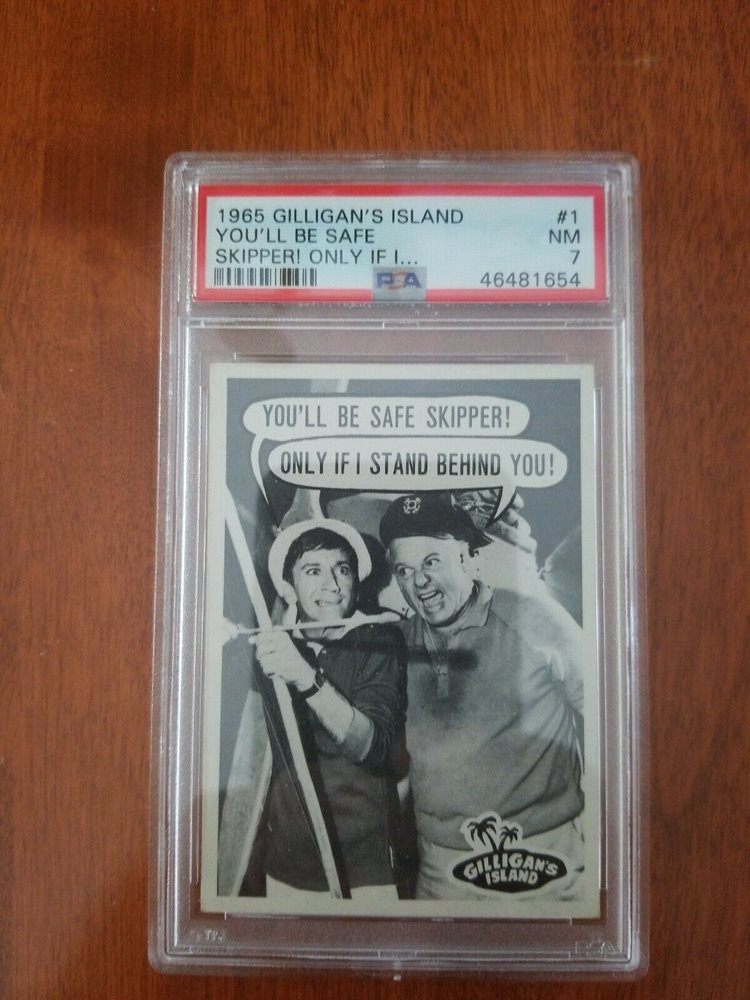 1965 GILLIGAN'S ISLAND #1
YOU'LL BE SAFE NM
SKIPPER! ONLY IF I... 7
PSA 46481654
YOU'LL BE SAFE SKIPPER!
ONLY IF I STAND BEHIND YOU!
GILLIGAN'S
ISLAND
PSA